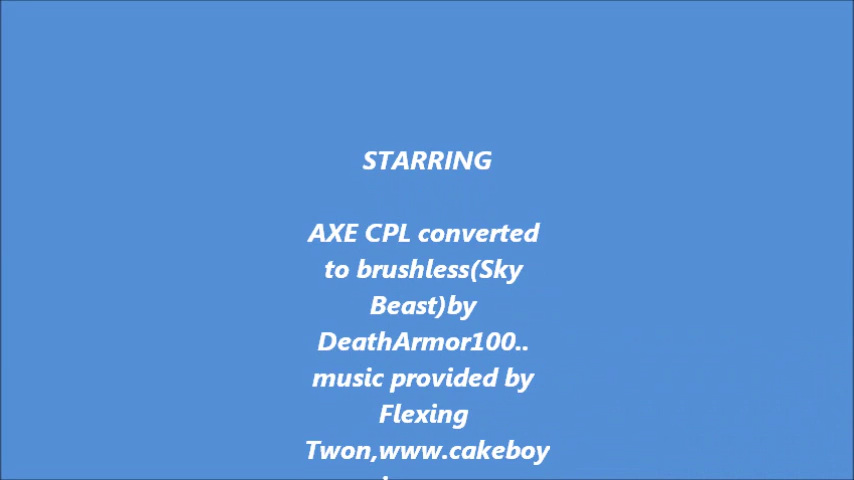 STARRING
AXE CPL converted
to brushless(Sky
Beast)by
DeathArmor100..
music provided by
Flexing
Twon,www.cakeboy